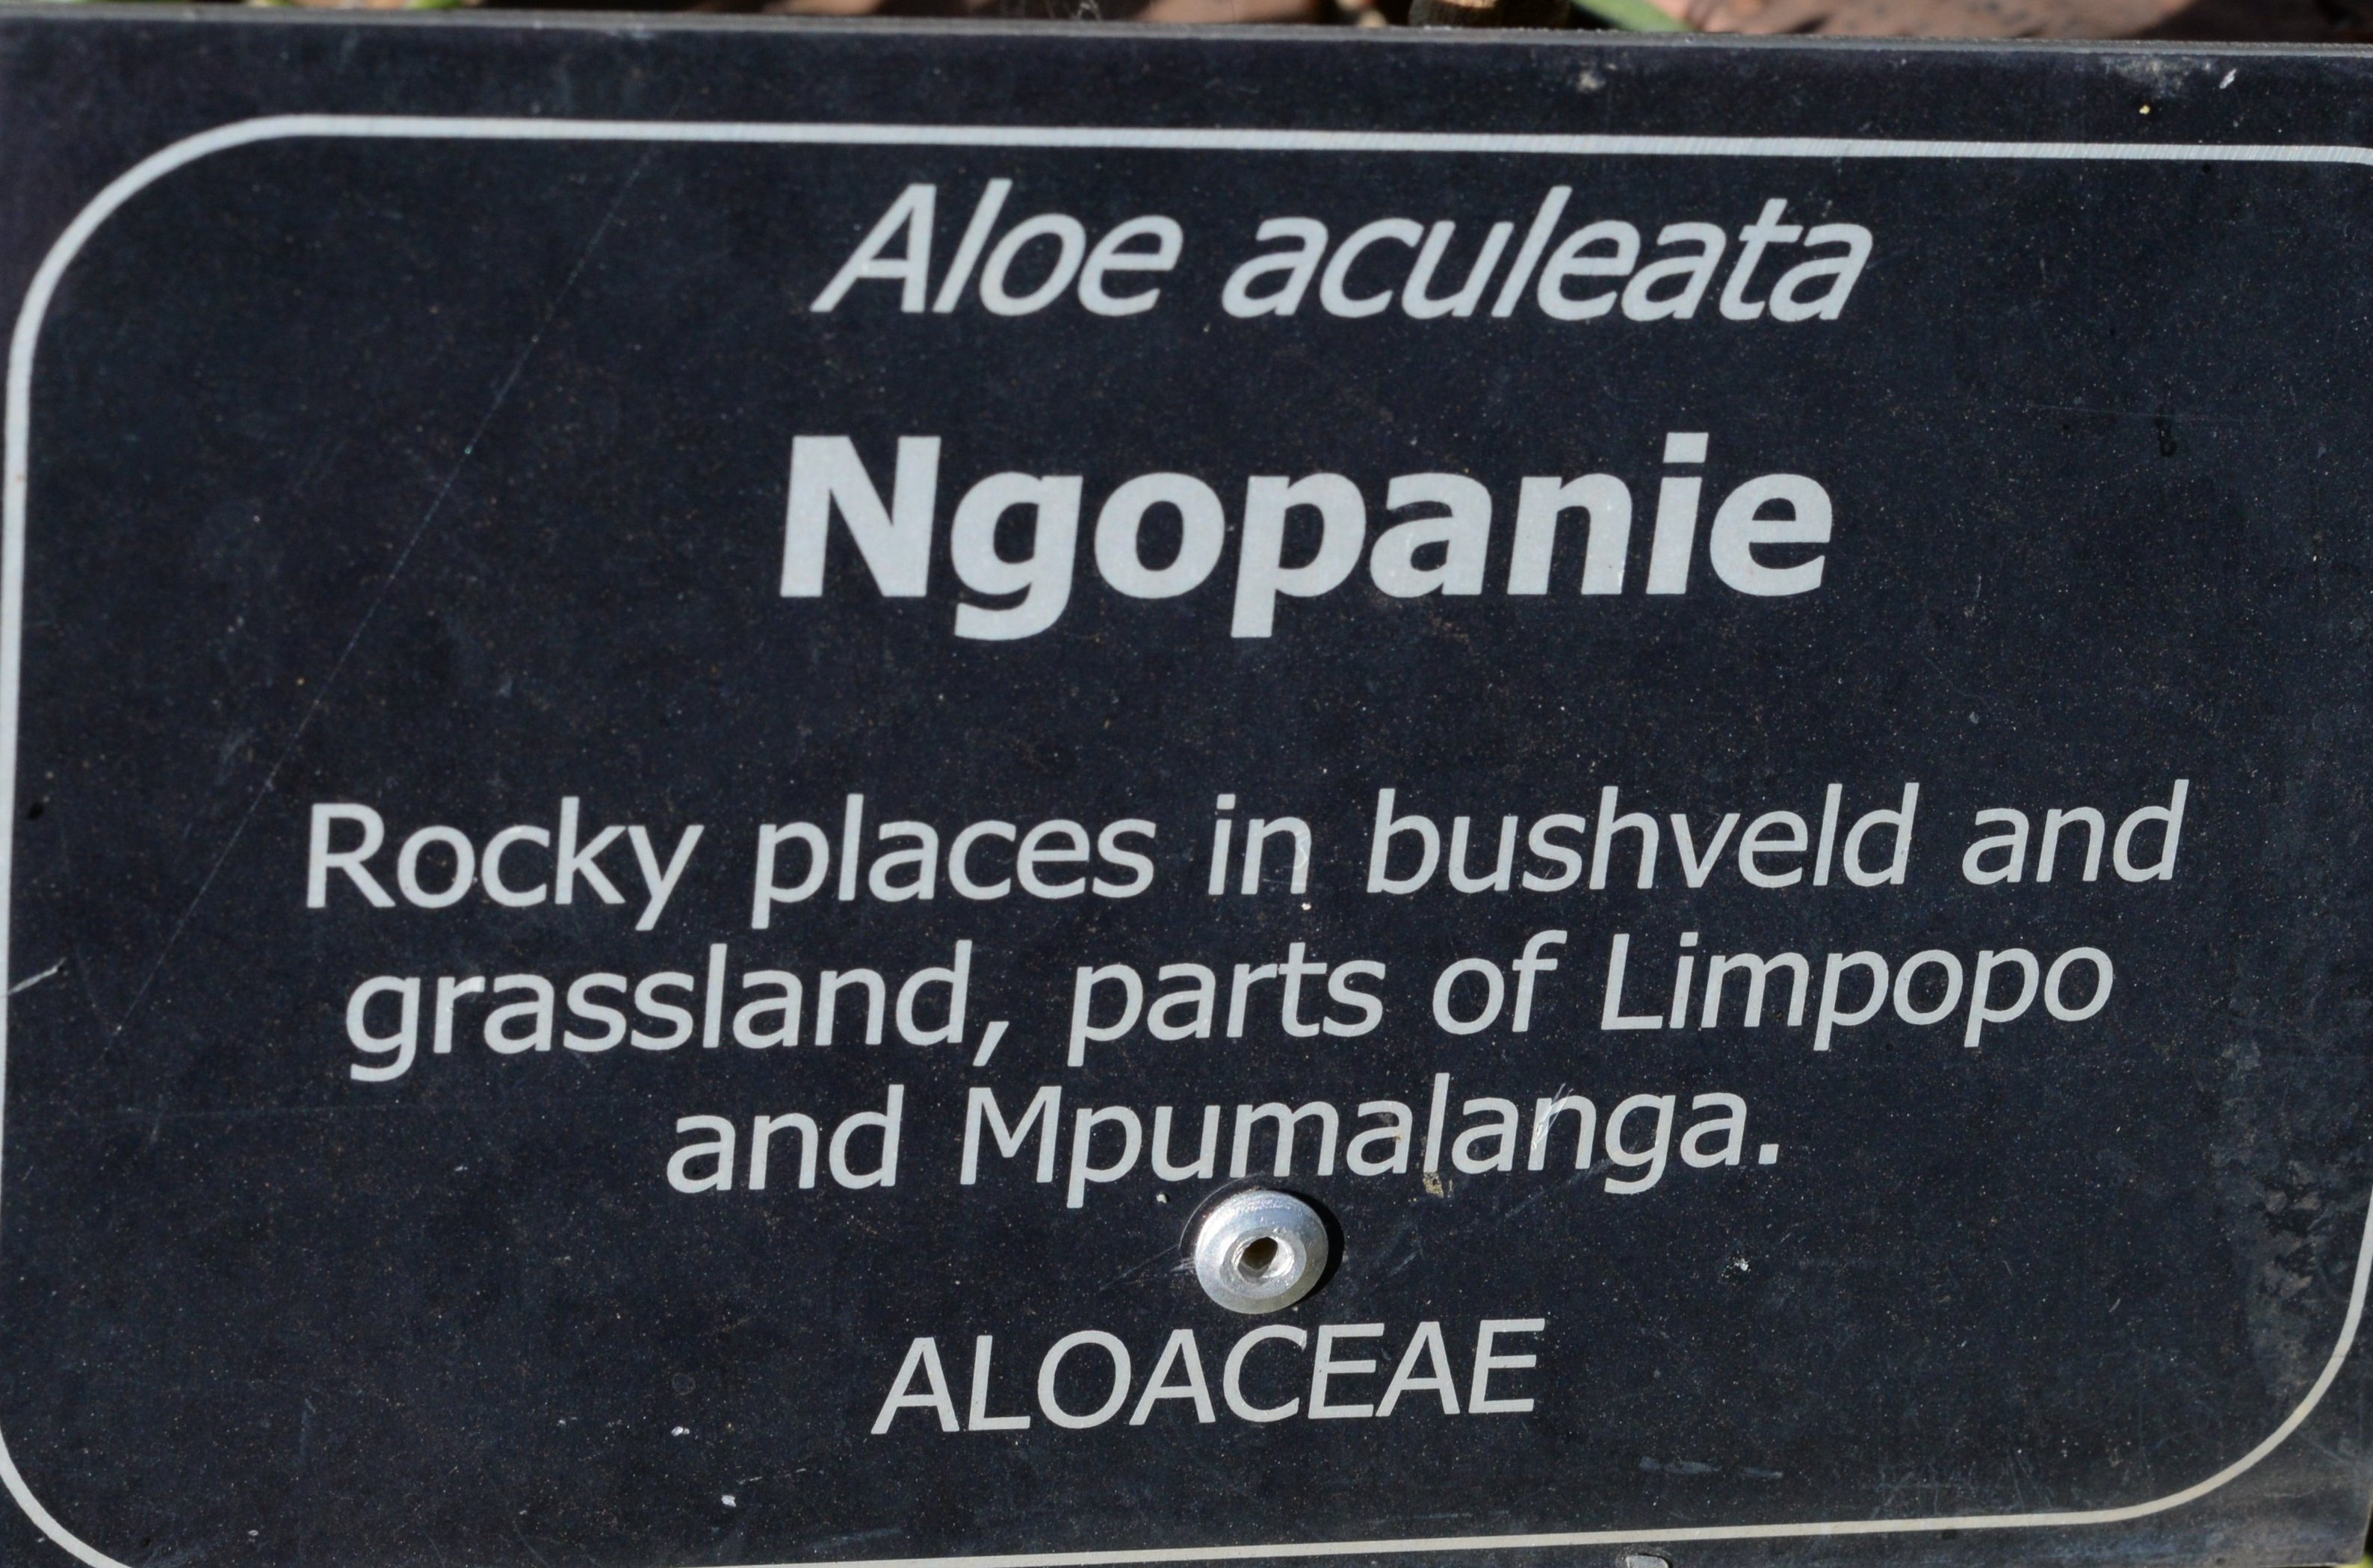 Aloe aculeata
Ngopanie
Rocky places in bushveld and
grassland, parts of Limpopo
and Mpumalanga.
ALOACEAE